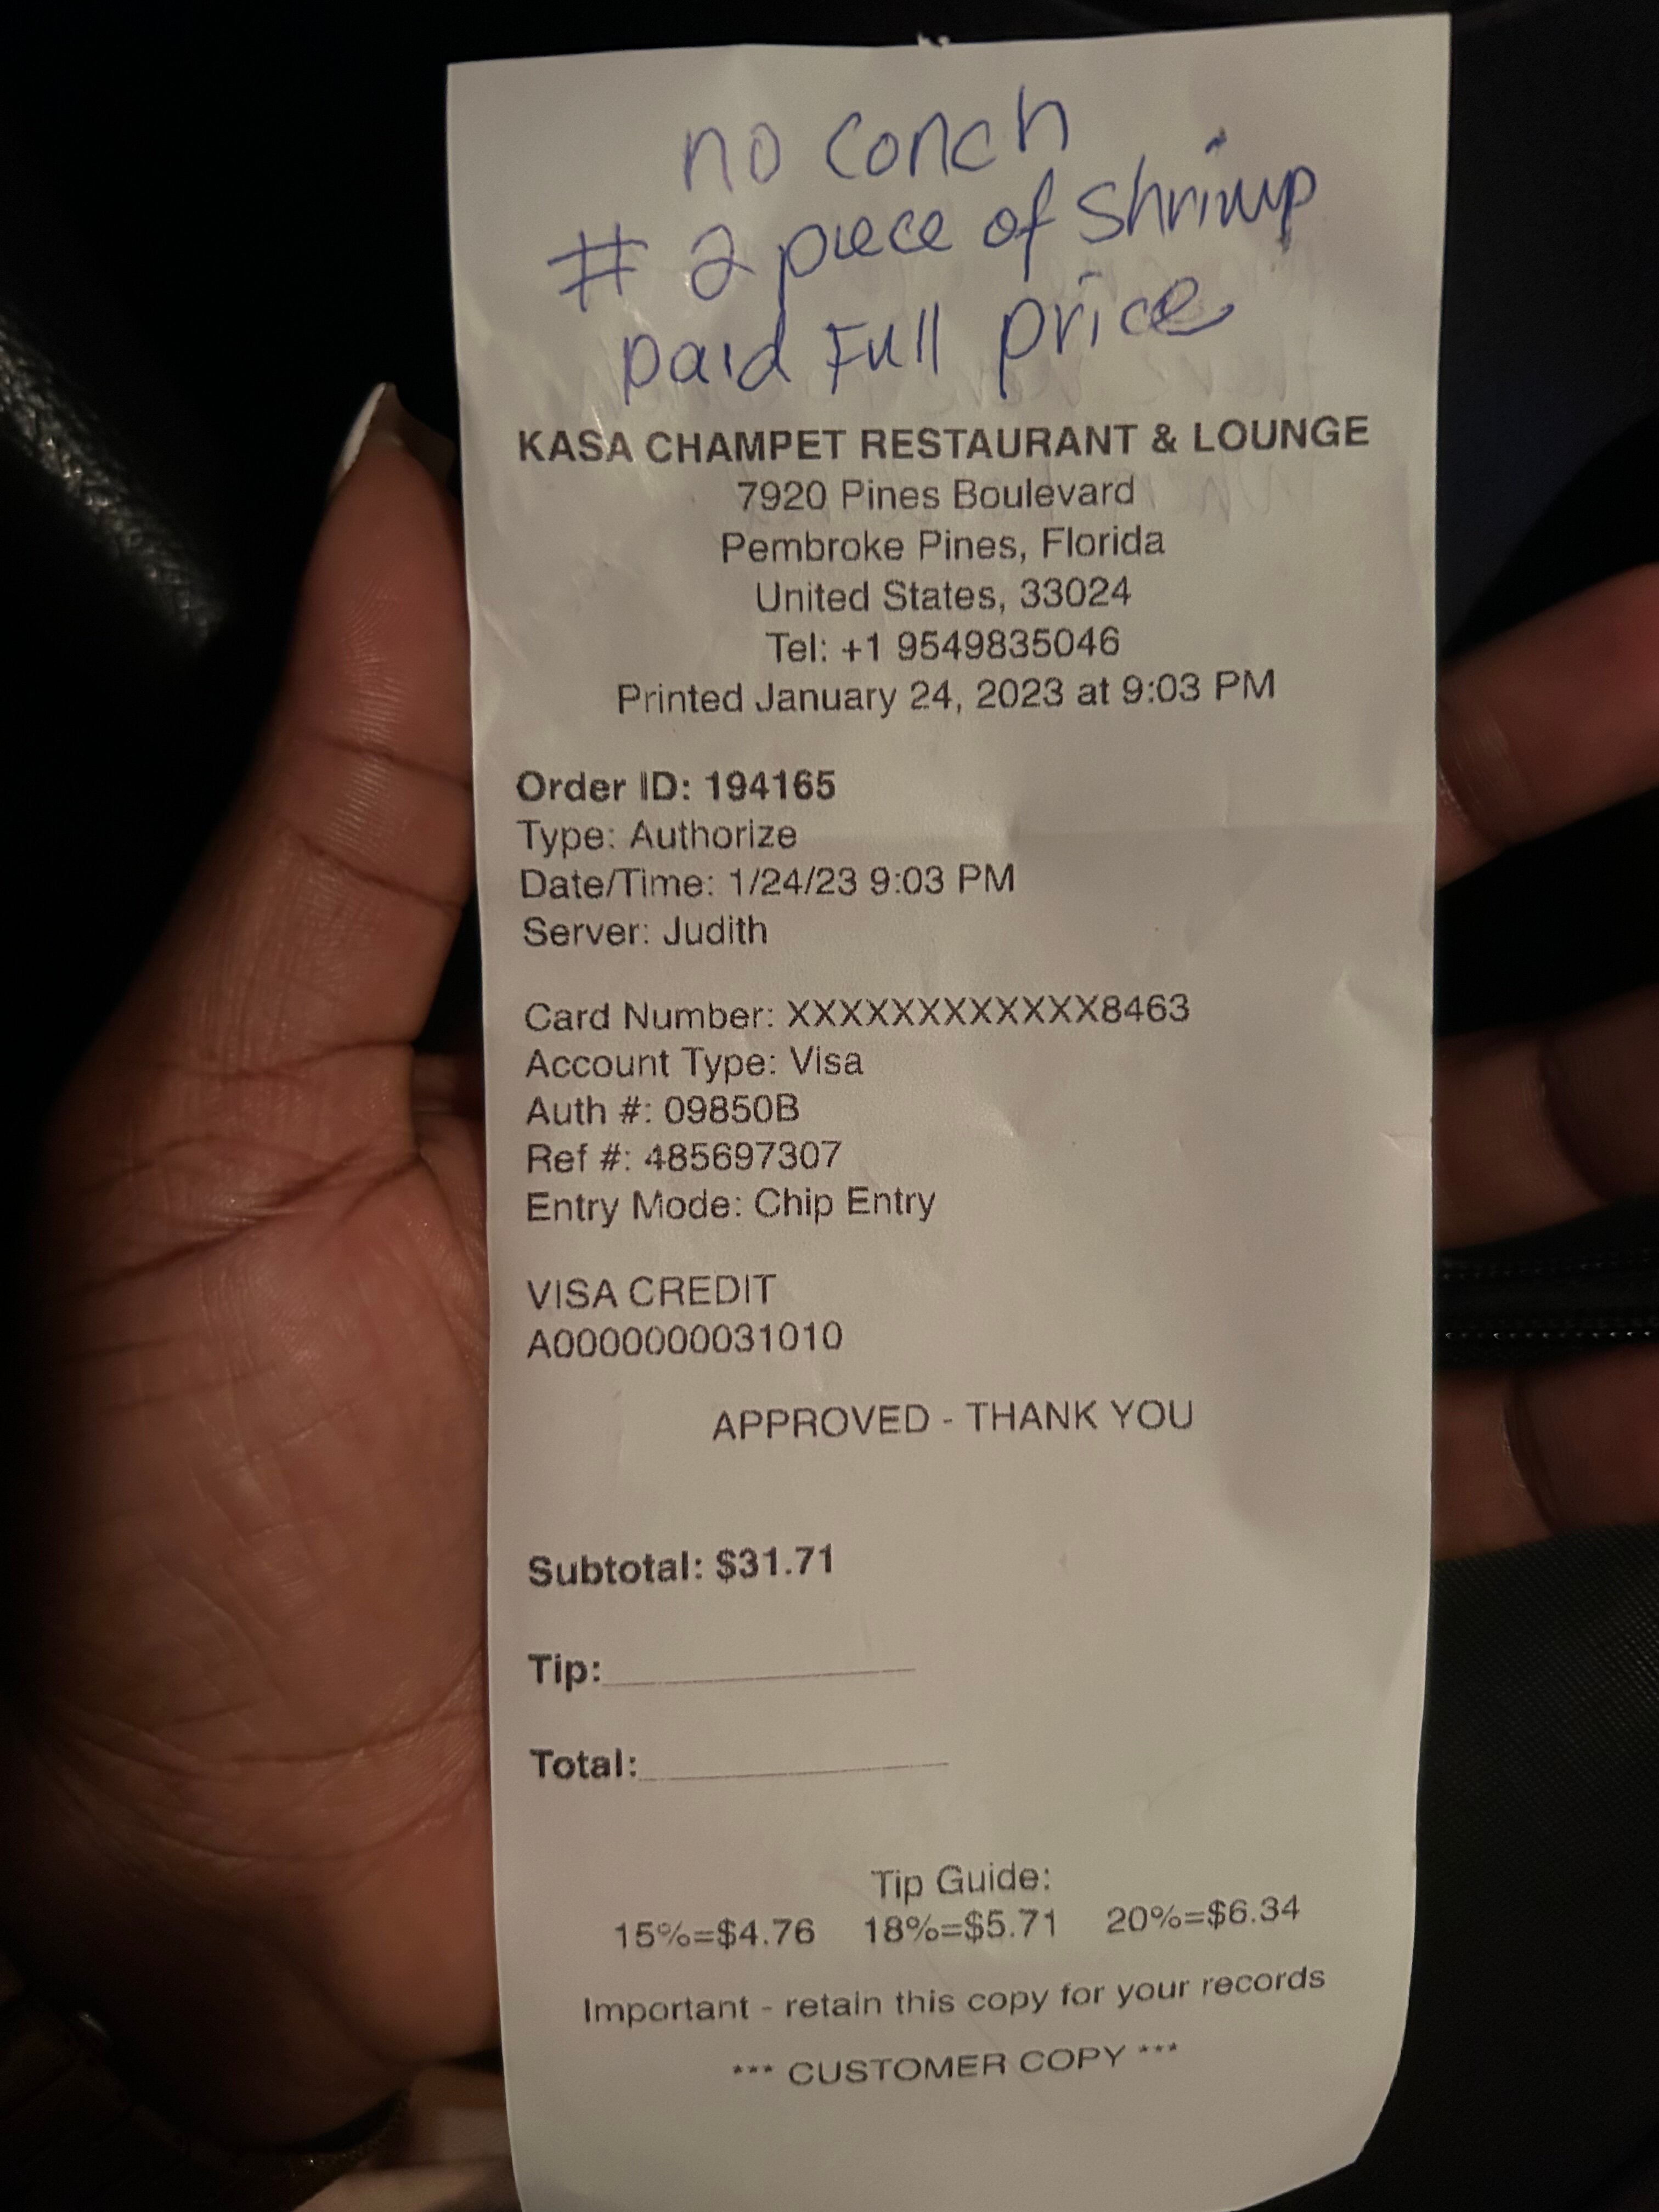 no conch
# 2 piece of shrimp
paid Full price
KASA CHAMPET RESTAURANT & LOUNGE
7920 Pines Boulevard
Pembroke Pines, Florida
United States, 33024
Tel: +1 9549835046
Printed January 24, 2023 at 9:03 PM
Order ID: 194165
Type: Authorize
Date/Time: 1/24/23 9:03 PM
Server: Judith
Card Number: XXXXXXXXXXXX8463
Account Type: Visa
Auth #: 09850B
Ref #: 485697307
Entry Mode: Chip Entry
VISA CREDIT
A0000000031010
APPROVED - THANK YOU
Subtotal: $31.71
Tip:
Total:
Tip Guide:
15%=$4.76 18%=$5.71 20%=$6.34
Important - retain this copy for your records
*** CUSTOMER COPY ***